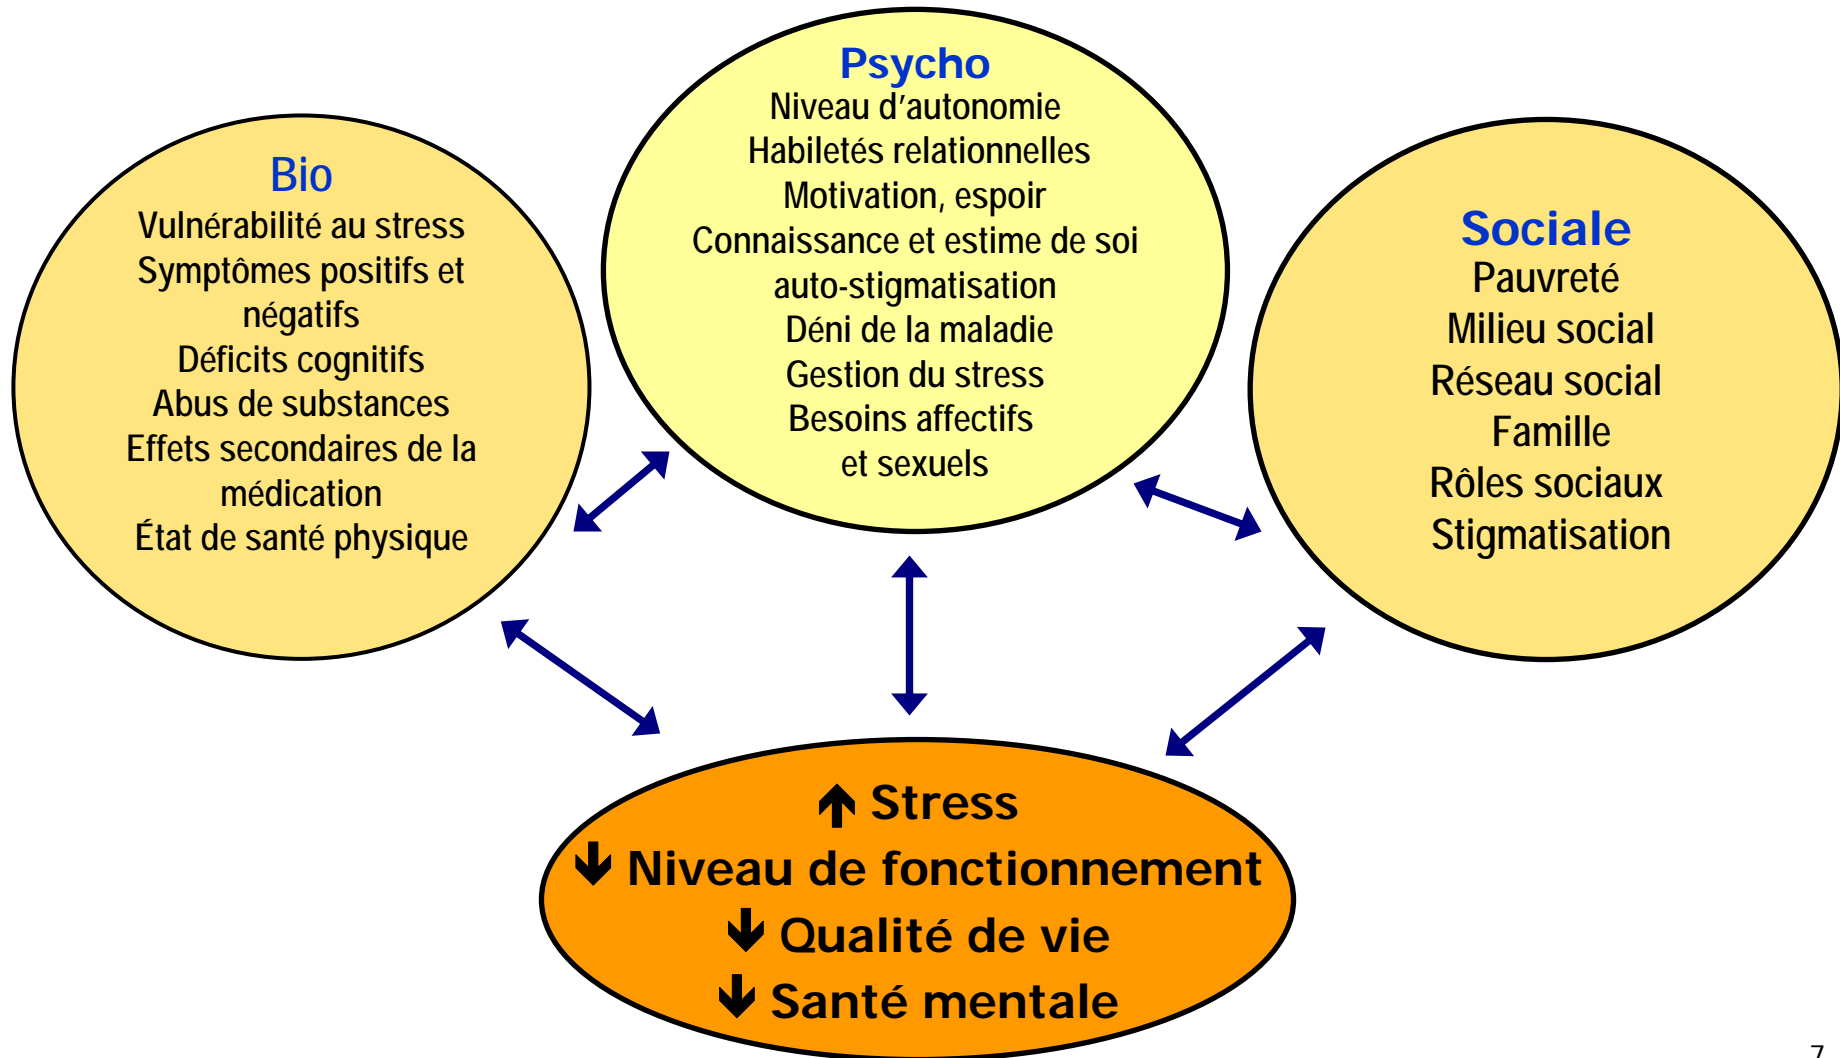 Psycho
Niveau d’autonomie
Habiletés relationnelles
Motivation, espoir
Connaissance et estime de soi
auto-stigmatisation
Déni de la maladie
Gestion du stress
Besoins affectifs
et sexuels
Bio
Vulnérabilité au stress
Symptômes positifs et
négatifs
Déficits cognitifs
Abus de substances
Effets secondaires de la
médication
État de santé physique
Sociale
Pauvreté
Milieu social
Réseau social
Famille
Rôles sociaux
Stigmatisation
↑ Stress
↓ Niveau de fonctionnement
↓ Qualité de vie
↓ Santé mentale
7